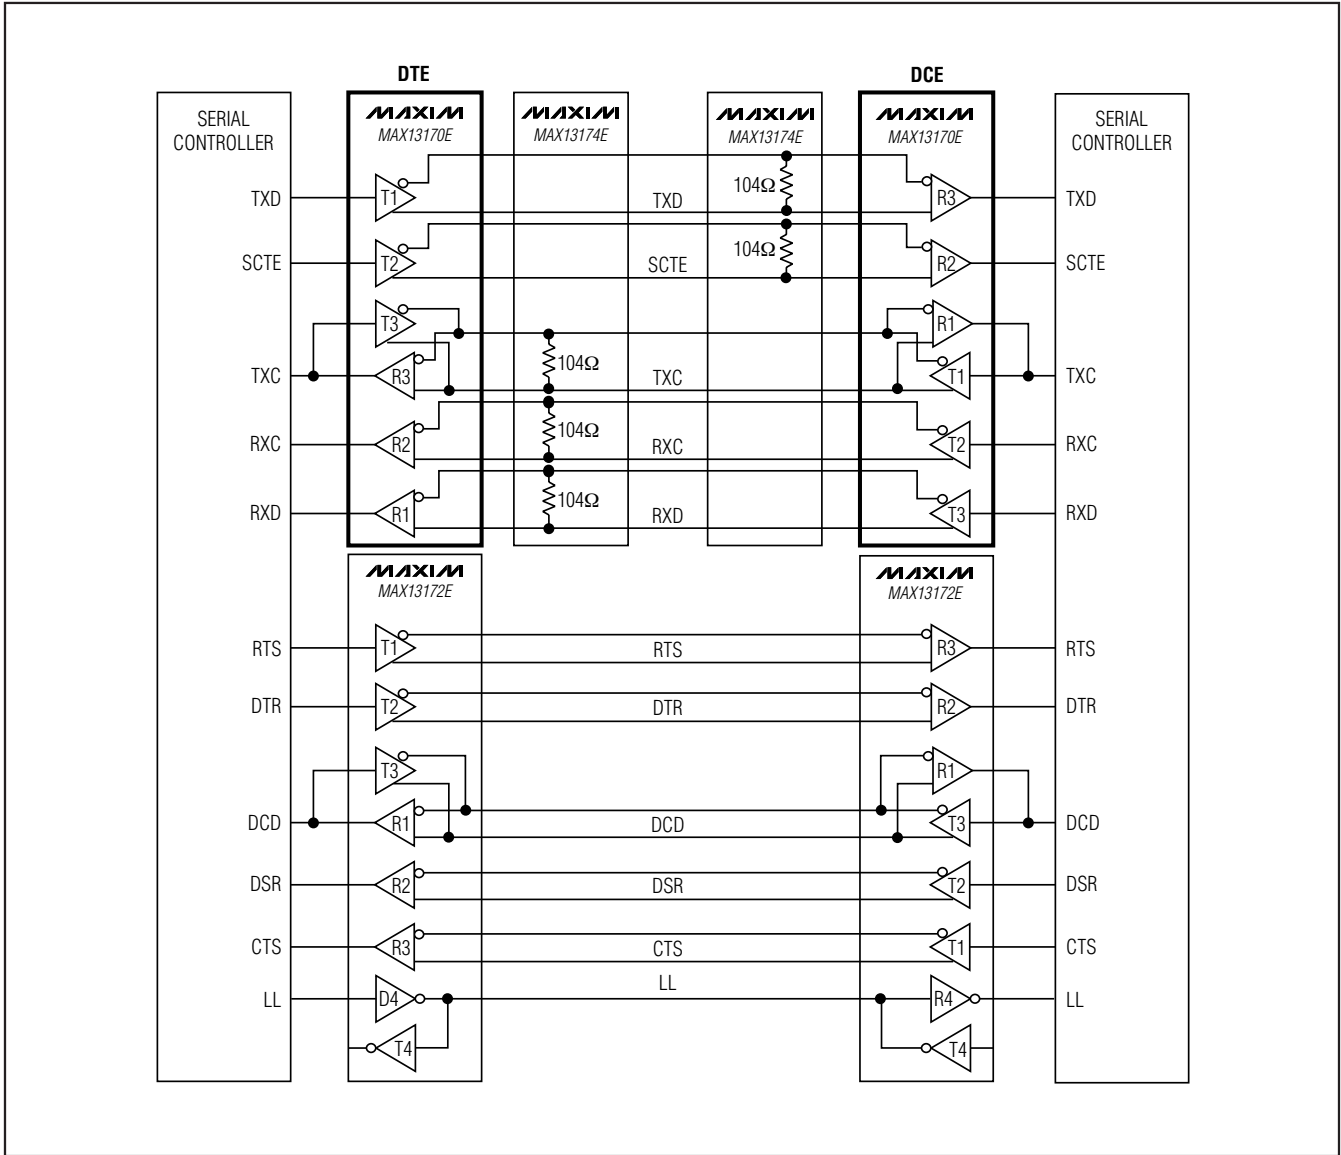 DTE
DCE
SERIAL
CONTROLLER
MAXIM
MAX13170E
MAXIM
MAX13174E
MAXIM
MAX13174E
MAXIM
MAX13170E
SERIAL
CONTROLLER
TXD
T1
TXD
104Ω
R3
TXD
SCTE
T2
SCTE
104Ω
R2
SCTE
T3
R1
TXC
R3
104Ω
TXC
T1
TXC
RXC
R2
104Ω
RXC
T2
RXC
RXD
R1
104Ω
RXD
T3
RXD
MAXIM
MAX13172E
MAXIM
MAX13172E
RTS
T1
RTS
R3
RTS
DTR
T2
DTR
R2
DTR
T3
R1
DCD
R1
DCD
T3
DCD
DSR
R2
DSR
T2
DSR
CTS
R3
CTS
T1
CTS
LL
D4
LL
R4
LL
T4
T4